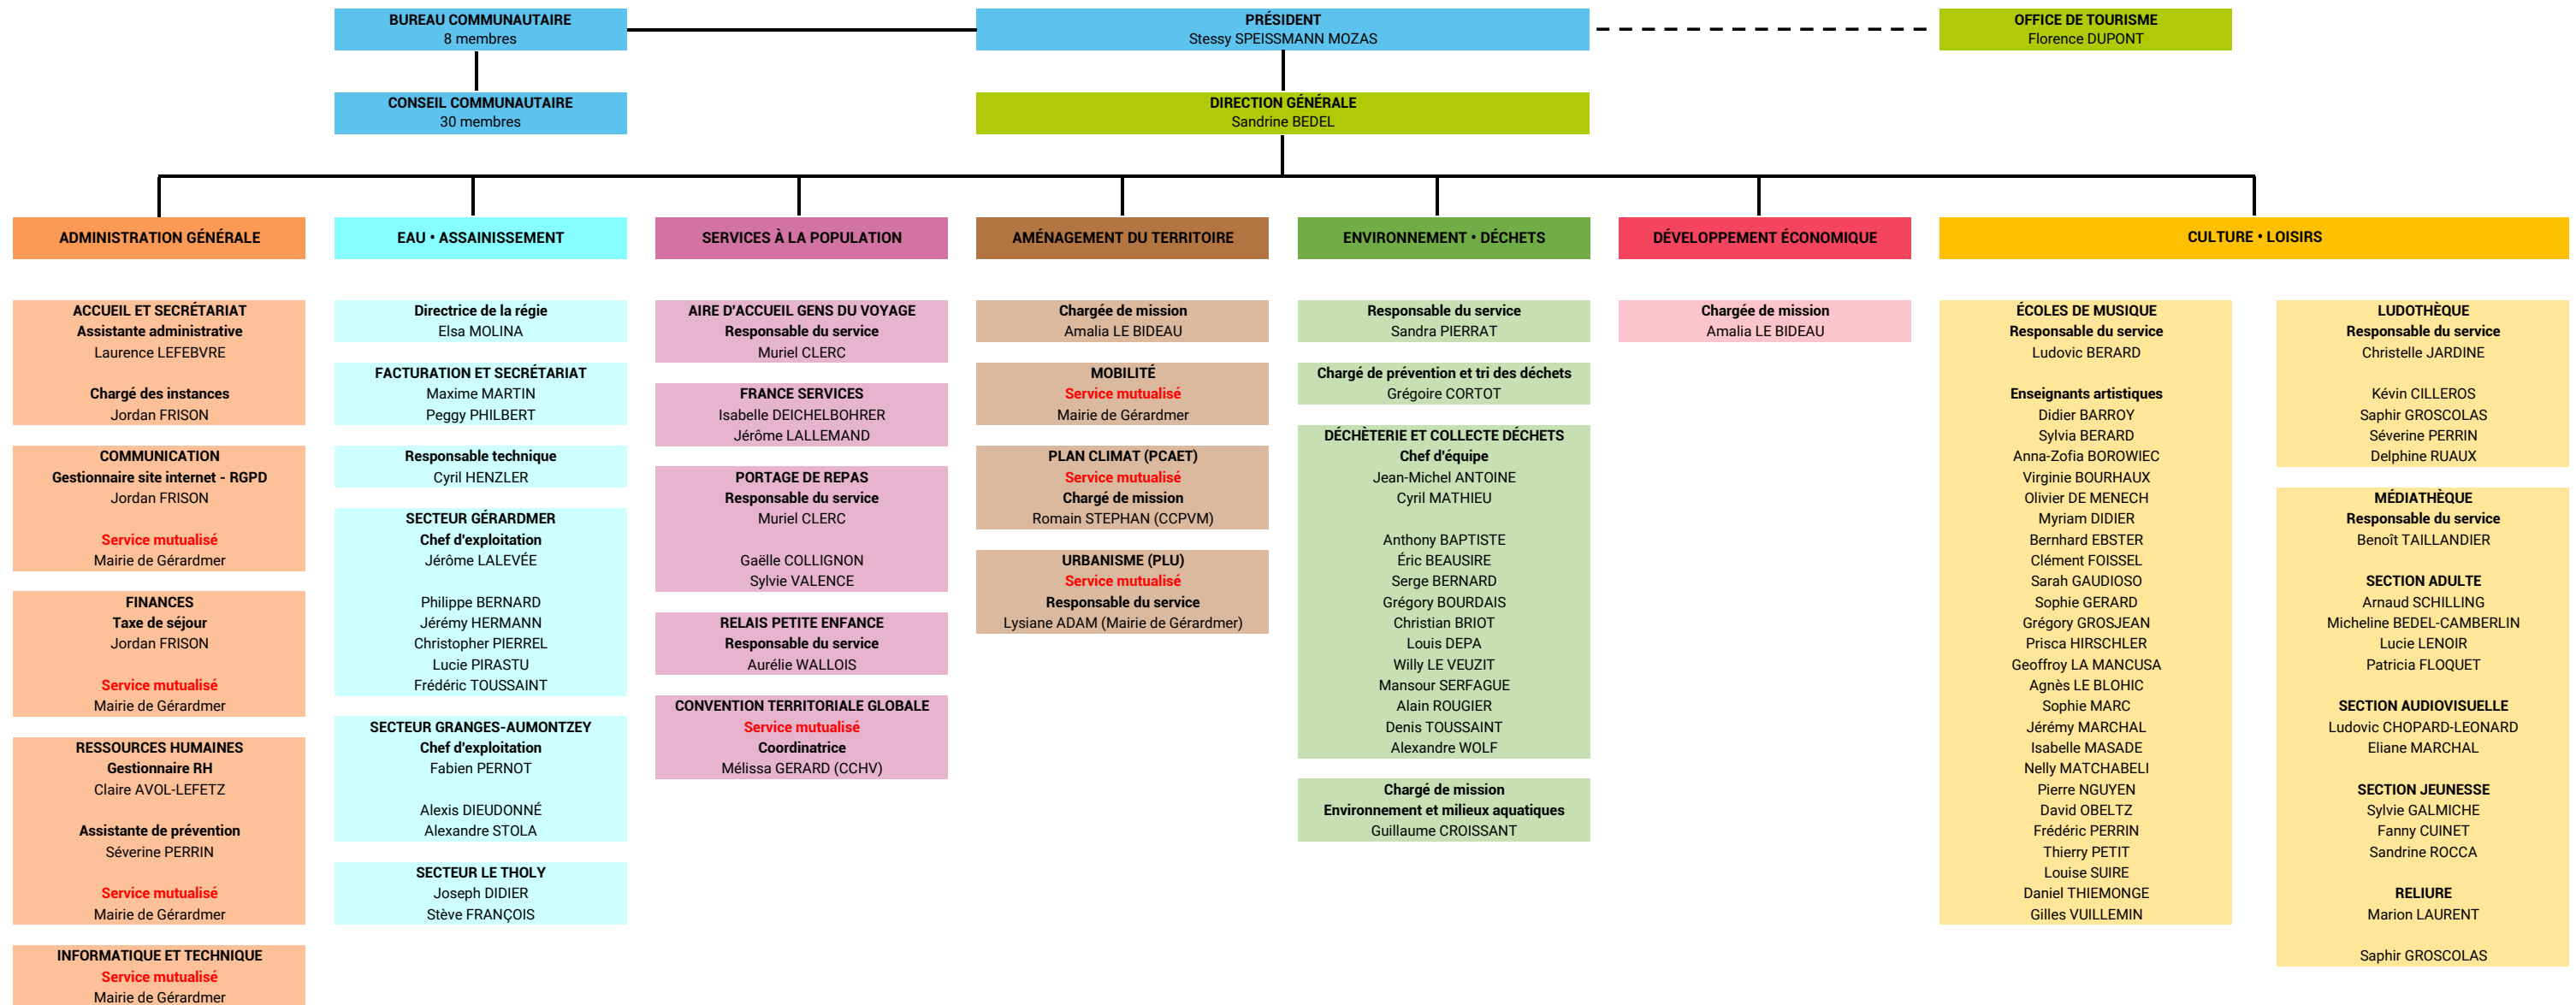 BUREAU COMMUNAUTAIRE
8 membres
PRÉSIDENT
Stessy SPEISSMANN MOZAS
OFFICE DE TOURISME
Florence DUPONT
CONSEIL COMMUNAUTAIRE
30 membres
DIRECTION GÉNÉRALE
Sandrine BEDEL
ADMINISTRATION GÉNÉRALE
ACCUEIL ET SECRÉTARIAT
Assistante administrative
Laurence LEFEBVRE
Chargé des instances
Jordan FRISON
COMMUNICATION
Gestionnaire site internet - RGPD
Jordan FRISON
Service mutualisé
Mairie de Gérardmer
FINANCES
Taxe de séjour
Jordan FRISON
Service mutualisé
Mairie de Gérardmer
RESSOURCES HUMAINES
Gestionnaire RH
Claire AVOL-LEFETZ
Assistante de prévention
Séverine PERRIN
Service mutualisé
Mairie de Gérardmer
INFORMATIQUE ET TECHNIQUE
Service mutualisé
Mairie de Gérardmer
EAU • ASSAINISSEMENT
Directrice de la régie
Elsa MOLINA
FACTURATION ET SECRÉTARIAT
Maxime MARTIN
Peggy PHILBERT
Responsable technique
Cyril HENZLER
SECTEUR GÉRARDMER
Chef d'exploitation
Jérôme LALEVÉE
Philippe BERNARD
Jérémy HERMANN
Christopher PIERREL
Lucie PIRASTU
Frédéric TOUSSAINT
SECTEUR GRANGES-AUMONTZEY
Chef d'exploitation
Fabien PERNOT
Alexis DIEUDONNÉ
Alexandre STOLA
SECTEUR LE THOLY
Joseph DIDIER
Stève FRANÇOIS
SERVICES À LA POPULATION
AIRE D'ACCUEIL GENS DU VOYAGE
Responsable du service
Muriel CLERC
FRANCE SERVICES
Isabelle DEICHELBOHRER
Jérôme LALLEMAND
PORTAGE DE REPAS
Responsable du service
Muriel CLERC
Gaëlle COLLIGNON
Sylvie VALENCE
RELAIS PETITE ENFANCE
Responsable du service
Aurélie WALLOIS
CONVENTION TERRITORIALE GLOBALE
Service mutualisé
Coordinatrice
Mélissa GERARD (CCHV)
AMÉNAGEMENT DU TERRITOIRE
Chargée de mission
Amalia LE BIDEAU
MOBILITÉ
Service mutualisé
Mairie de Gérardmer
PLAN CLIMAT (PCAET)
Service mutualisé
Chargé de mission
Romain STEPHAN (CCPVM)
URBANISME (PLU)
Service mutualisé
Responsable du service
Lysiane ADAM (Mairie de Gérardmer)
ENVIRONNEMENT • DÉCHETS
Responsable du service
Sandra PIERRAT
Chargé de prévention et tri des déchets
Grégoire CORTOT
DÉCHÈTERIE ET COLLECTE DÉCHETS
Chef d'équipe
Jean-Michel ANTOINE
Cyril MATHIEU
Anthony BAPTISTE
Éric BEAUSIRE
Serge BERNARD
Grégory BOURDAIS
Christian BRIOT
Louis DEPA
Willy LE VEUZIT
Mansour SERFAGUE
Alain ROUGIER
Denis TOUSSAINT
Alexandre WOLF
Chargé de mission
Environnement et milieux aquatiques
Guillaume CROISSANT
DÉVELOPPEMENT ÉCONOMIQUE
Chargée de mission
Amalia LE BIDEAU
CULTURE • LOISIRS
ÉCOLES DE MUSIQUE
Responsable du service
Ludovic BERARD
Enseignants artistiques
Didier BARROY
Sylvia BERARD
Anna-Zofia BOROWIEC
Virginie BOURHAUX
Olivier DE MENECH
Myriam DIDIER
Bernhard EBSTER
Clément FOISSEL
Sarah GAUDIOSO
Sophie GERARD
Grégory GROSJEAN
Prisca HIRSCHLER
Geoffroy LA MANCUSA
Agnès LE BLOHIC
Sophie MARC
Jérémy MARCHAL
Isabelle MASADE
Nelly MATCHABELI
Pierre NGUYEN
David OBELTZ
Frédéric PERRIN
Thierry PETIT
Louise SUIRE
Daniel THIEMONGE
Gilles VUILLEMIN
LUDOTHÈQUE
Responsable du service
Christelle JARDINE
Kévin CILLEROS
Saphir GROSCOLAS
Séverine PERRIN
Delphine RUAUX
MÉDIATHÈQUE
Responsable du service
Benoît TAILLANDIER
SECTION ADULTE
Arnaud SCHILLING
Micheline BEDEL-CAMBERLIN
Lucie LENOIR
Patricia FLOQUET
SECTION AUDIOVISUELLE
Ludovic CHOPARD-LEONARD
Eliane MARCHAL
SECTION JEUNESSE
Sylvie GALMICHE
Fanny CUINET
Sandrine ROCCA
RELIURE
Marion LAURENT
Saphir GROSCOLAS